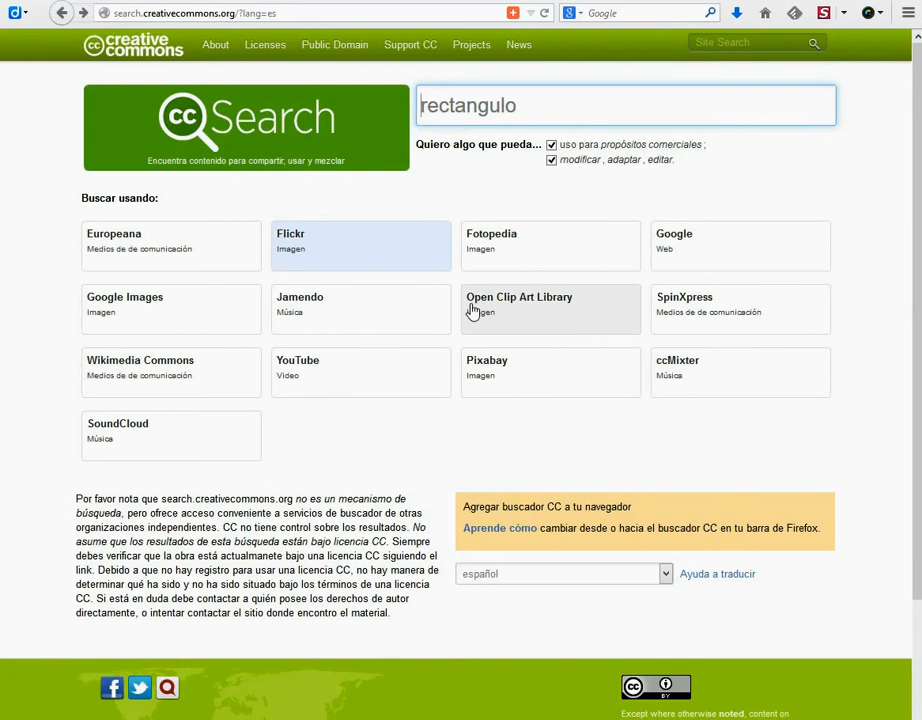 search.creativecommons.org/?lang=es
Google
creative commons
About
Licenses
Public Domain
Support CC
Projects
News
Site Search
cc Search
Encuentra contenido para compartir, usar y mezclar
rectangulo
Quiero algo que pueda... uso para propósitos comerciales ;
modificar , adaptar , editar.
Buscar usando:
Europeana
Medios de de comunicación
Flickr
Imagen
Fotopedia
Imagen
Google
Web
Google Images
Imagen
Jamendo
Música
Open Clip Art Library
SpinXpress
Medios de de comunicación
Wikimedia Commons
Medios de de comunicación
YouTube
Video
Pixabay
Imagen
ccMixter
Música
SoundCloud
Música
Por favor nota que search.creativecommons.org no es un mecanismo de
búsqueda, pero ofrece acceso conveniente a servicios de buscador de otras
organizaciones independientes. CC no tiene control sobre los resultados. No
asume que los resultados de esta búsqueda están bajo licencia CC. Siempre
debes verificar que la obra está actualmanete bajo una licencia CC siguiendo el
link. Debido a que no hay registro para usar una licencia CC, no hay manera de
determinar qué ha sido y no ha sido situado bajo los términos de una licencia
CC. Si está en duda debe contactar a quién posee los derechos de autor
directamente, o intentar contactar el sitio donde encontro el material.
Agregar buscador CC a tu navegador
Aprende cómo cambiar desde o hacia el buscador CC en tu barra de Firefox.
español
Ayuda a traducir
cc BY
Except where otherwise noted, content on